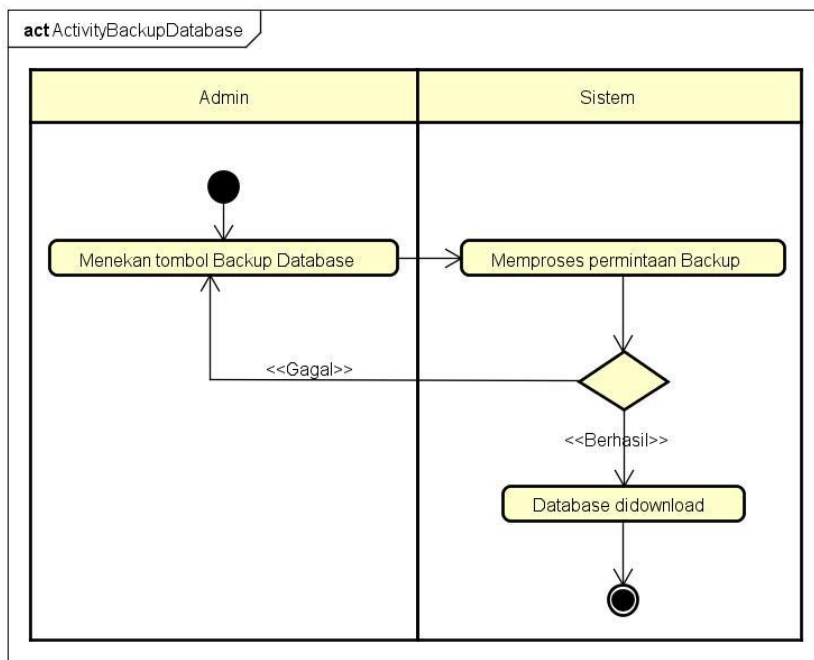 act ActivityBackupDatabase
Admin
Sistem
Menekan tombol Backup Database
Memproses permintaan Backup
<<Gagal>>
<<Berhasil>>
Database didownload